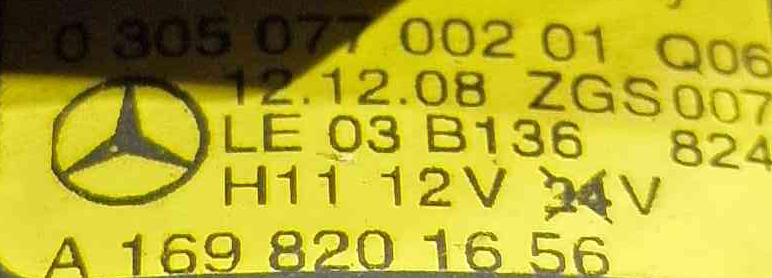 0 305 077 002 01 Q06
12.12.08 ZGS 007
LE 03 B136 824
H11 12V 24V
A 169 820 16 56